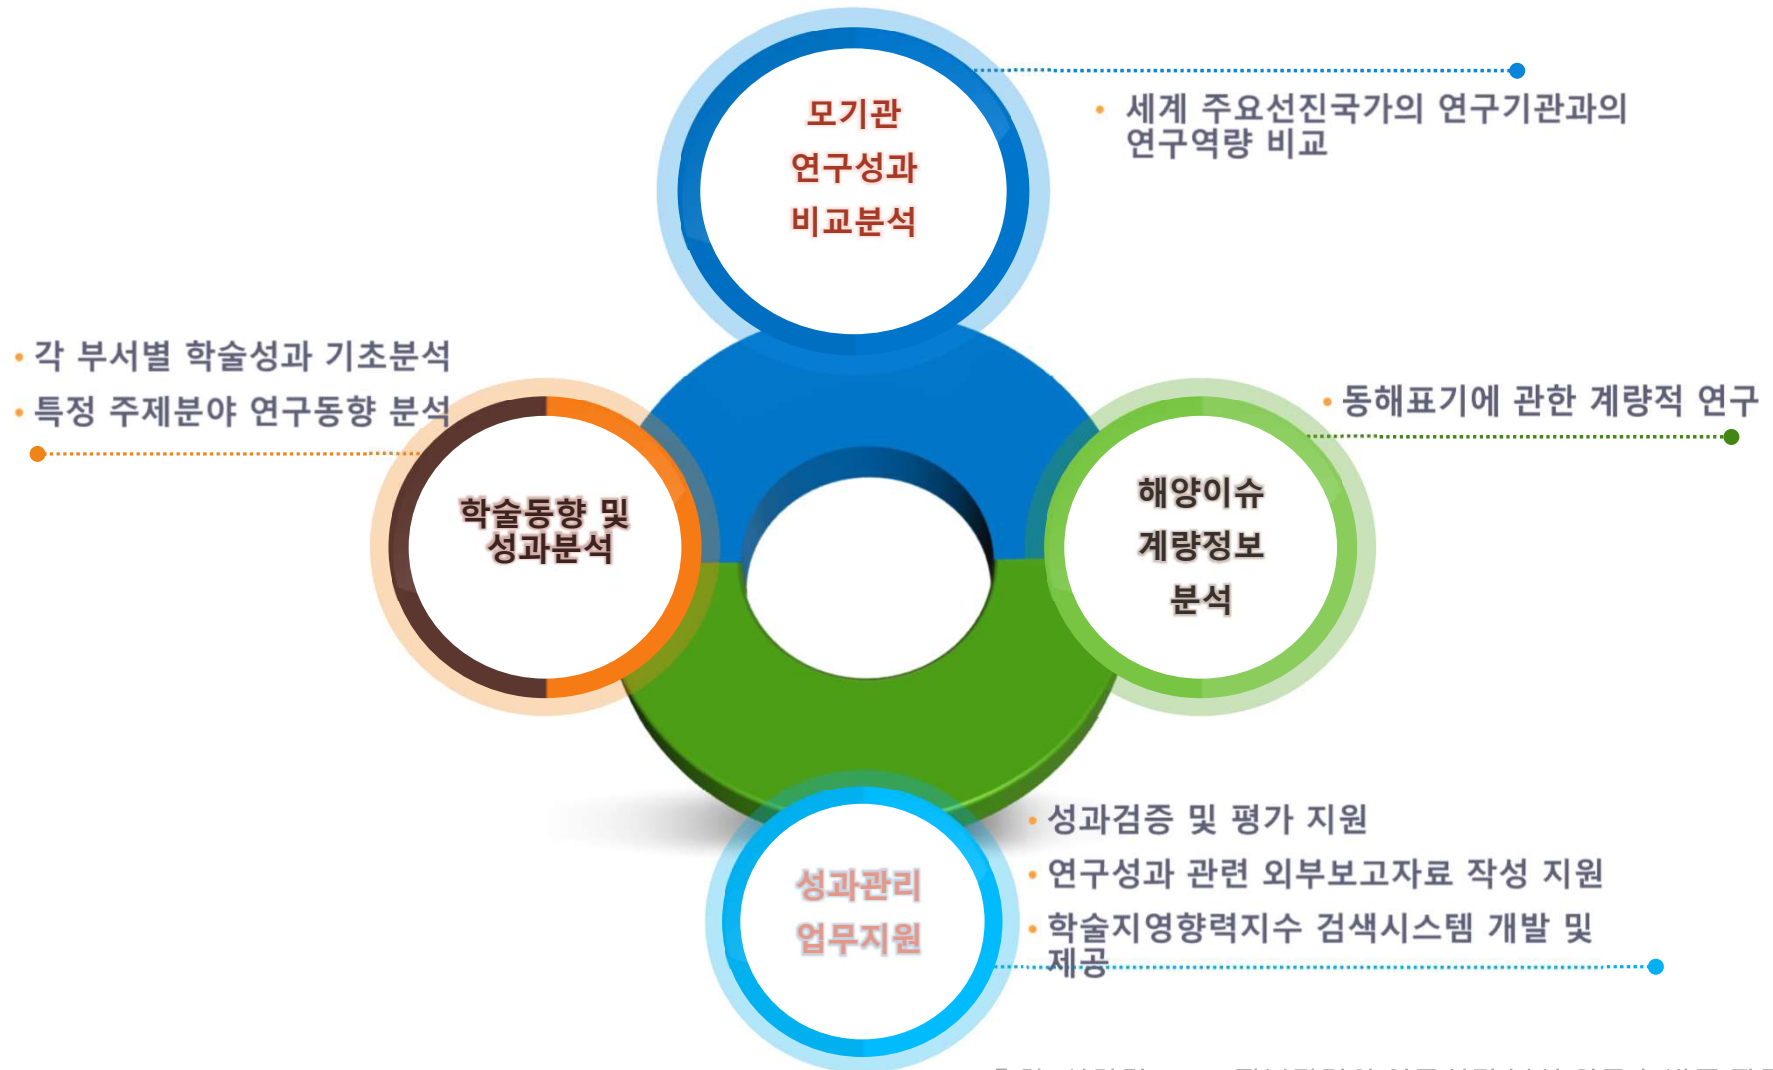 모기관
연구성과
비교분석
• 세계 주요선진국가의 연구기관과의
연구역량 비교
• 각 부서별 학술성과 기초분석
• 특정 주제분야 연구동향 분석
학술동향 및
성과분석
• 동해표기에 관한 계량적 연구
해양이슈
계량정보
분석
성과관리
업무지원
• 성과검증 및 평가 지원
• 연구성과 관련 외부보고자료 작성 지원
• 학술지영향력지수 검색시스템 개발 및
제공